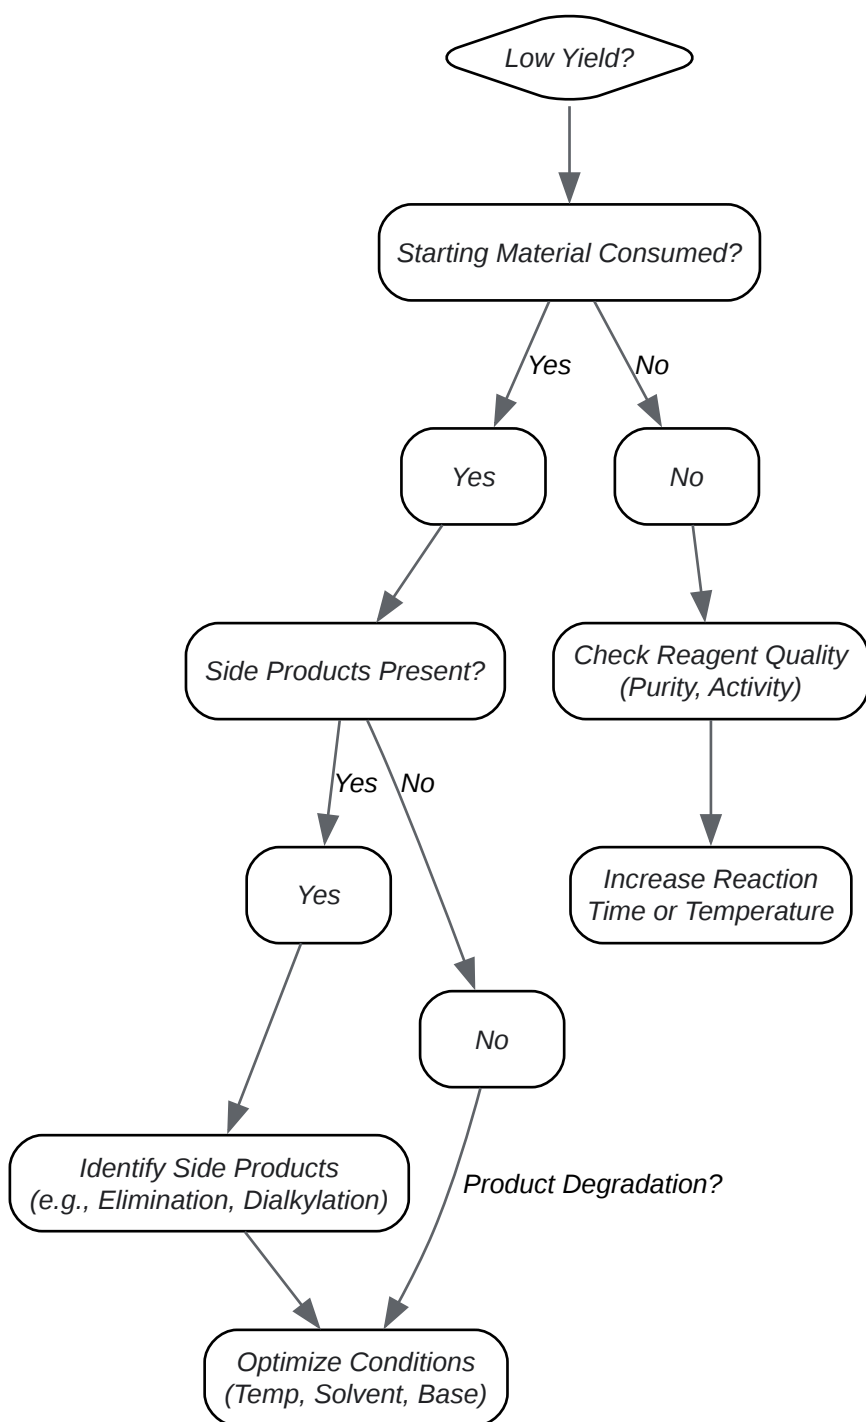 Low Yield?
Starting Material Consumed?
Yes
No
Yes
No
Side Products Present?
Check Reagent Quality
(Purity, Activity)
Yes
No
Yes
Increase Reaction
Time or Temperature
No
Identify Side Products
(e.g., Elimination, Dialkylation)
Product Degradation?
Optimize Conditions
(Temp, Solvent, Base)